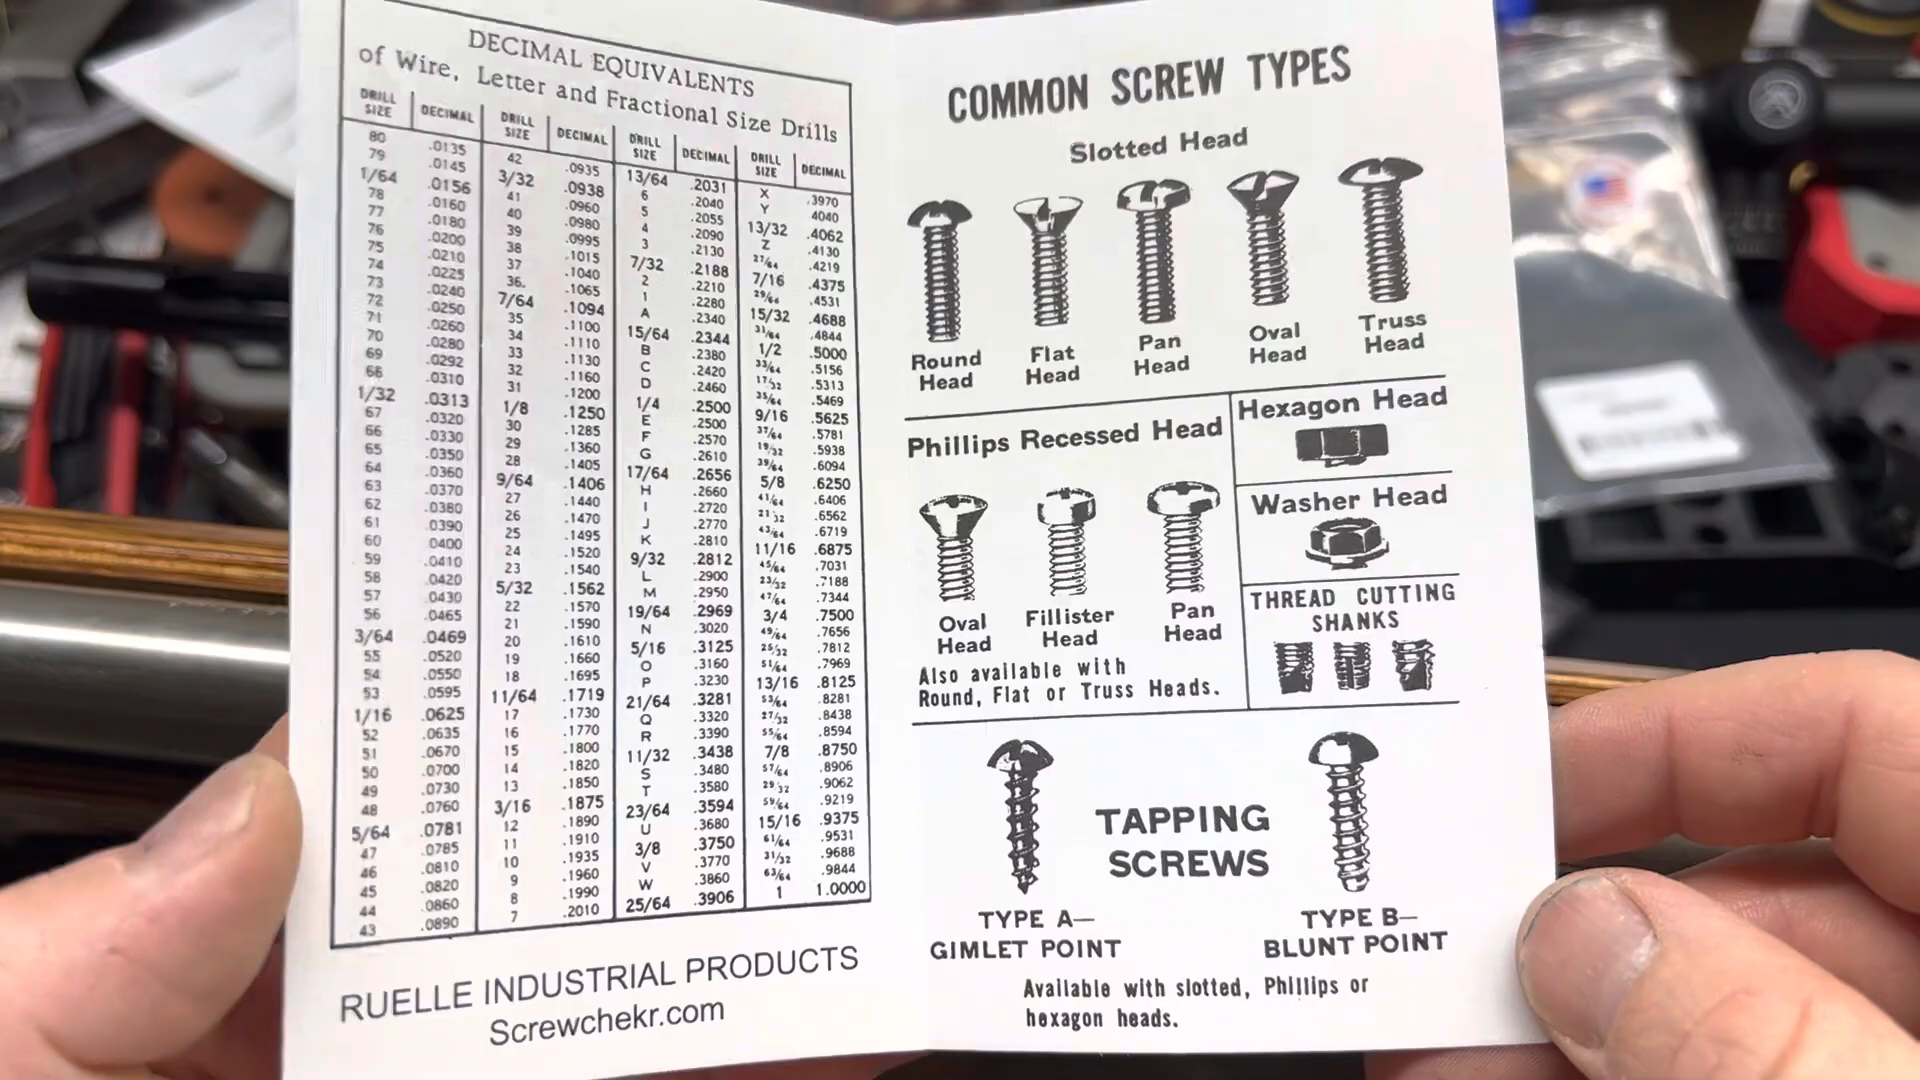 DECIMAL EQUIVALENTS
of Wire, Letter and Fractional Size Drills
DRILL SIZE DECIMAL
80 .0135
79 .0145
1/64 .0156
78 .0160
77 .0180
76 .0200
75 .0210
74 .0225
73 .0240
72 .0250
71 .0260
70 .0280
69 .0292
68 .0310
1/32 .0313
67 .0320
66 .0330
65 .0350
64 .0360
63 .0370
62 .0380
61 .0390
60 .0400
59 .0410
58 .0420
57 .0430
56 .0465
3/64 .0469
55 .0520
54 .0550
53 .0595
1/16 .0625
52 .0635
51 .0670
50 .0700
49 .0730
48 .0760
5/64 .0781
47 .0785
46 .0810
45 .0820
44 .0860
43 .0890
DRILL SIZE DECIMAL
42 .0935
3/32 .0938
41 .0960
40 .0980
39 .0995
38 .1015
37 .1040
36. .1065
7/64 .1094
35 .1100
34 .1110
33 .1130
32 .1160
31 .1200
1/8 .1250
30 .1285
29 .1360
28 .1405
9/64 .1406
27 .1440
26 .1470
25 .1495
24 .1520
23 .1540
5/32 .1562
22 .1570
21 .1590
20 .1610
19 .1660
18 .1695
11/64 .1719
17 .1730
16 .1770
15 .1800
14 .1820
13 .1850
3/16 .1875
12 .1890
11 .1910
10 .1935
9 .1960
8 .1990
7 .2010
DRILL SIZE DECIMAL
13/64 .2031
6 .2040
5 .2055
4 .2090
3 .2130
7/32 .2188
2 .2210
1 .2280
A .2340
15/64 .2344
B .2380
C .2420
D .2460
1/4 .2500
E .2500
F .2570
G .2610
17/64 .2656
H .2660
I .2720
J .2770
K .2810
9/32 .2812
L .2900
M .2950
19/64 .2969
N .3020
5/16 .3125
O .3160
P .3230
21/64 .3281
Q .3320
R .3390
11/32 .3438
S .3480
T .3580
23/64 .3594
U .3680
3/8 .3750
V .3770
W .3860
25/64 .3906
DRILL SIZE DECIMAL
X .3970
Y 4040
13/32 .4062
Z .4130
27/64 .4219
7/16 .4375
29/64 .4531
15/32 .4688
31/64 .4844
1/2 .5000
33/64 .5156
17/32 .5313
35/64 .5469
9/16 .5625
37/64 .5781
19/32 .5938
39/64 .6094
5/8 .6250
41/64 .6406
21/32 .6562
43/64 .6719
11/16 .6875
45/64 .7031
23/32 .7188
47/64 .7344
3/4 .7500
49/64 .7656
25/32 .7812
51/64 .7969
13/16 .8125
53/64 .8281
27/32 .8438
55/64 .8594
7/8 .8750
57/64 .8906
29/32 .9062
59/64 .9219
15/16 .9375
61/64 .9531
31/32 .9688
63/64 .9844
1 1.0000
RUELLE INDUSTRIAL PRODUCTS
Screwchekr.com
COMMON SCREW TYPES
Slotted Head
Round Head
Flat Head
Pan Head
Oval Head
Truss Head
Phillips Recessed Head
Oval Head
Fillister Head
Pan Head
Also available with
Round, Flat or Truss Heads.
Hexagon Head
Washer Head
THREAD CUTTING
SHANKS
TAPPING
SCREWS
TYPE A—
GIMLET POINT
TYPE B—
BLUNT POINT
Available with slotted, Phillips or
hexagon heads.